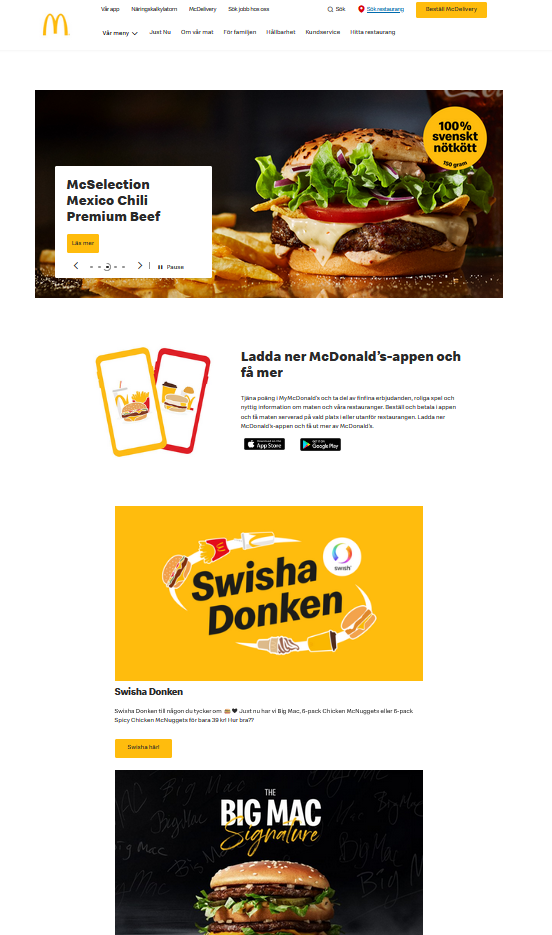 Vår app Näringskalkylatorn McDelivery Sök jobb hos oss Sök Sök restaurang Beställ McDelivery
Vår meny Just Nu Om vår mat För familjen Hållbarhet Kundservice Hitta restaurang
100%
svenskt
nötkött
150 gram
McSelection
Mexico Chili
Premium Beef
Läs mer
Pause
Ladda ner McDonald's-appen och
få mer
Tjäna poäng i MyMcDonald's och ta del av finfina erbjudanden, roliga spel och
nyttig information om maten och våra restauranger. Beställ och betala i appen
och få maten serverad på vald plats i eller utanför restaurangen. Ladda ner
McDonald's-appen och få ut mer av McDonald's.
Download on the
App Store
GET IT ON
Google Play
Swisha
Donken
swish
Swisha Donken
Swisha Donken till någon du tycker om 🍔 🖤 Just nu har vi Big Mac, 6-pack Chicken McNuggets eller 6-pack
Spicy Chicken McNuggets för bara 39 kr! Hur bra??
Swisha här!
THE
BIG MAC
Signature